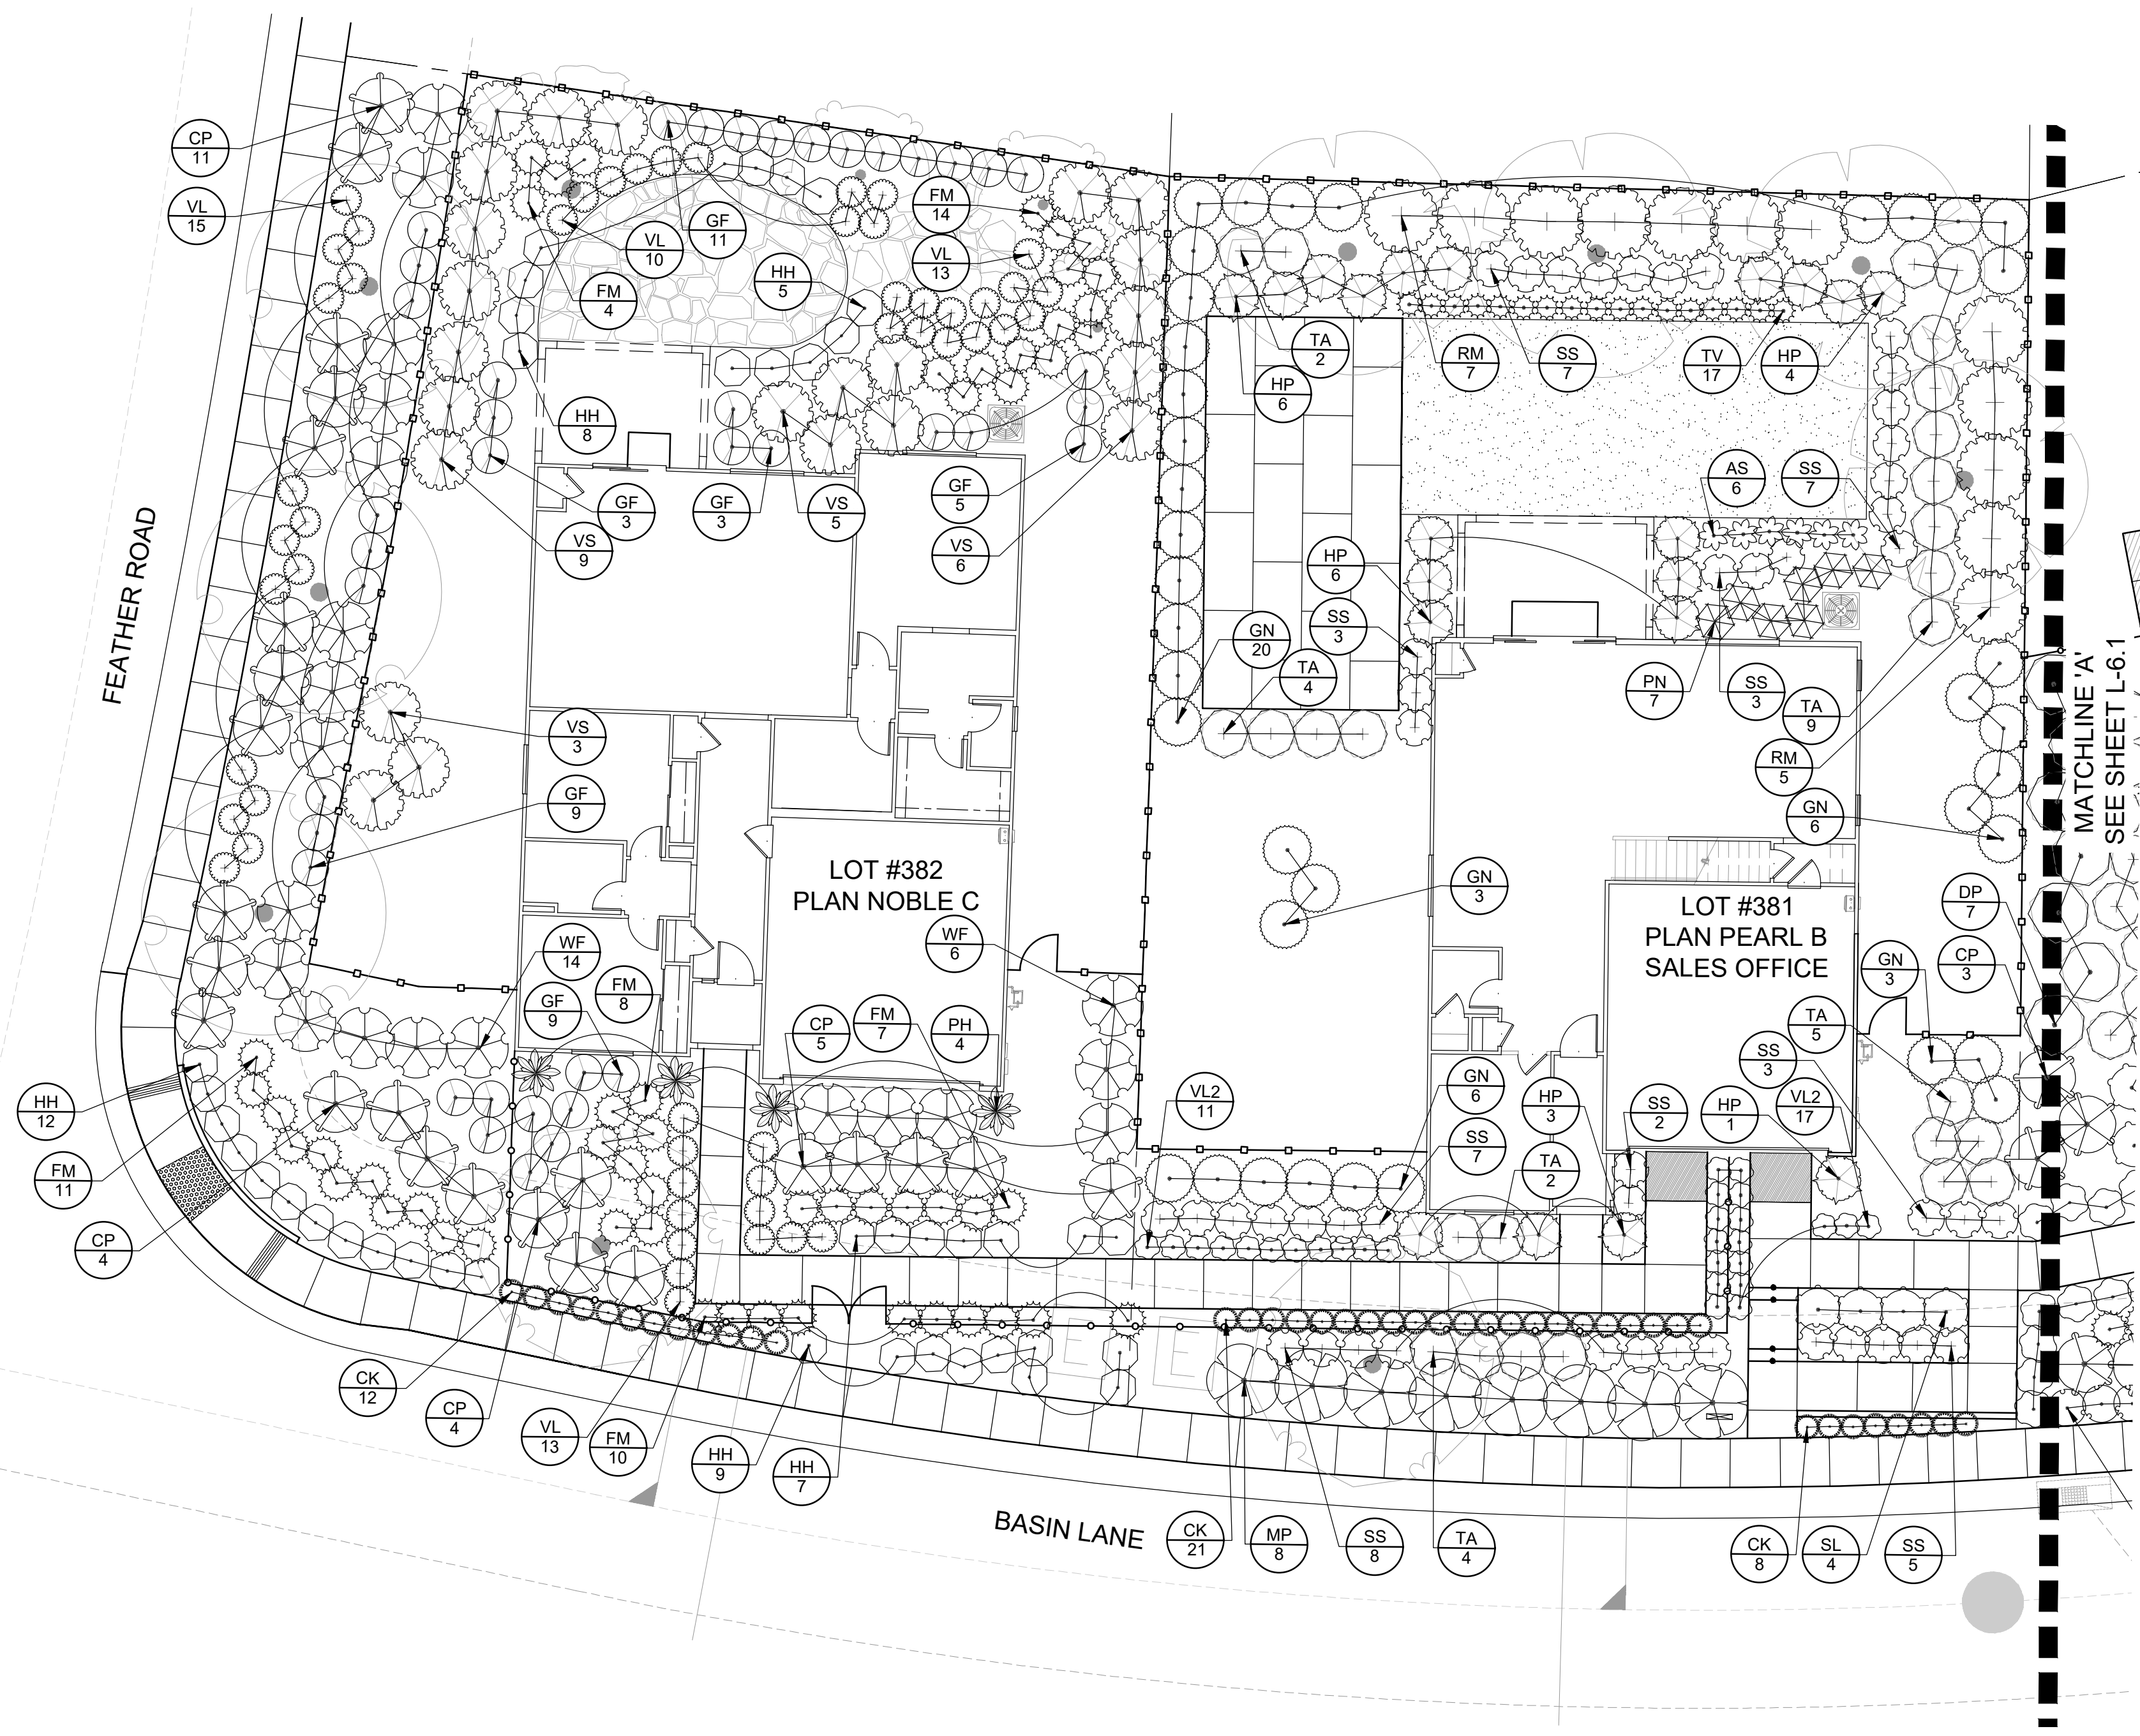 CP
11
VL
15
GF
11
VL
10
FM
4
HH
5
FM
14
VL
13
HH
8
GF
3
VS
9
GF
3
VS
5
GF
5
VS
6
TA
2
HP
6
RM
7
SS
7
TV
17
HP
4
AS
6
SS
7
HP
6
SS
3
GN
20
TA
4
PN
7
SS
3
TA
9
RM
5
GN
6
FEATHER ROAD
MATCHLINE 'A'
SEE SHEET L-6.1
VS
3
GF
9
LOT #382
PLAN NOBLE C
GN
3
LOT #381
PLAN PEARL B
SALES OFFICE
DP
7
CP
3
GN
3
WF
14
GF
9
FM
8
WF
6
CP
5
FM
7
PH
4
TA
5
SS
3
VL2
17
HP
1
SS
2
HP
3
GN
6
SS
7
TA
2
VL2
11
HH
12
FM
11
CP
4
CK
12
CP
4
VL
13
FM
10
HH
9
HH
7
BASIN LANE
CK
21
MP
8
SS
8
TA
4
CK
8
SL
4
SS
5